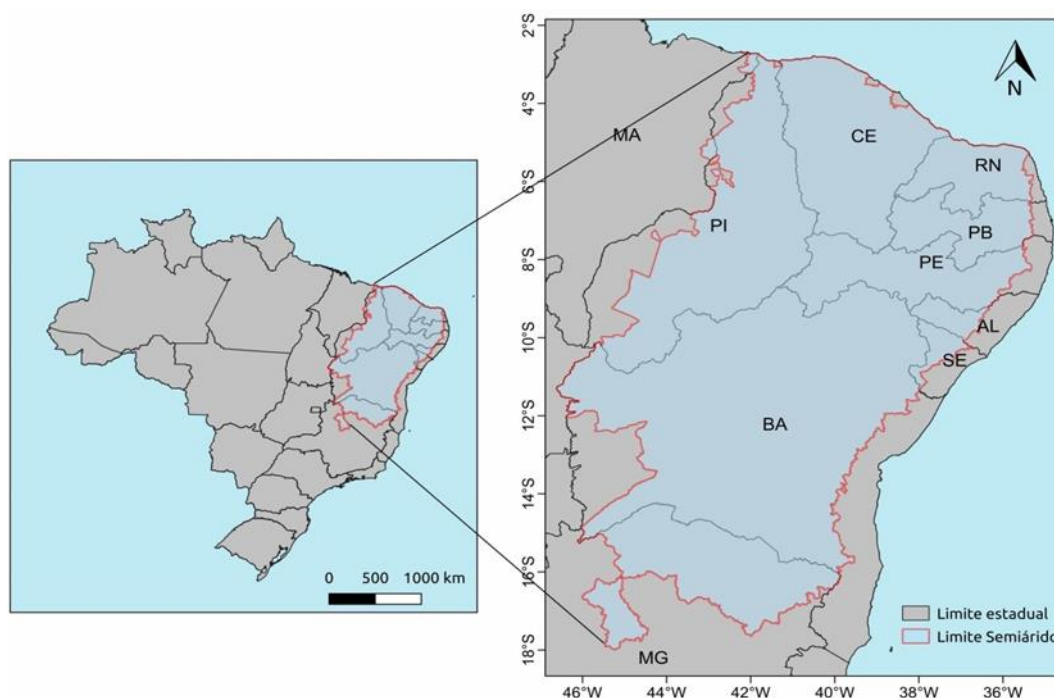 0 500 1000 km
2°S
4°S
6°S
8°S
10°S
12°S
14°S
16°S
18°S
N
MA
CE
RN
PI
PB
PE
AL
SE
BA
MG
Limite estadual
Limite Semiárido
46°W 44°W 42°W 40°W 38°W 36°W